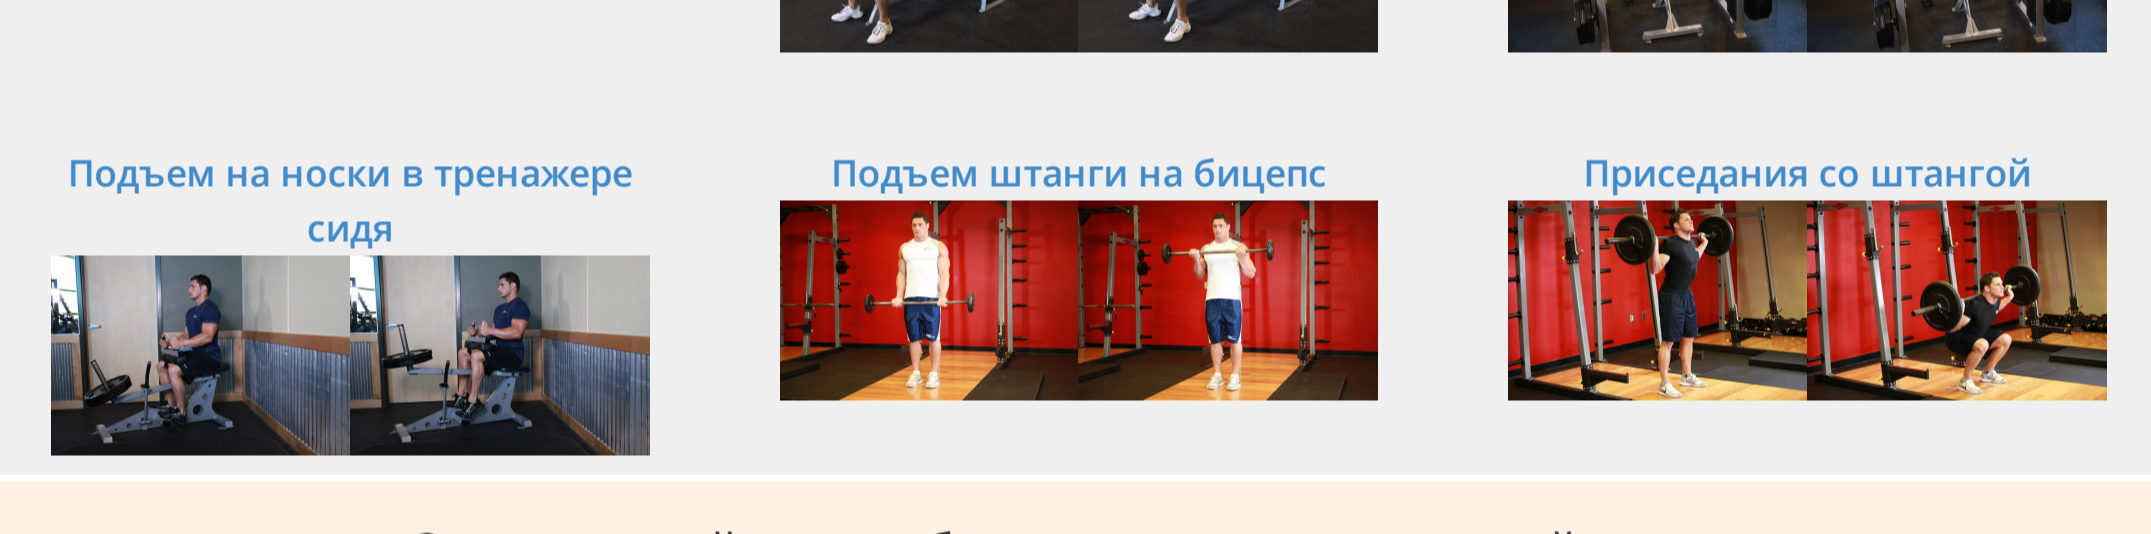 Подъем на носки в тренажере
сидя
Подъем штанги на бицепс
Приседания со штангой